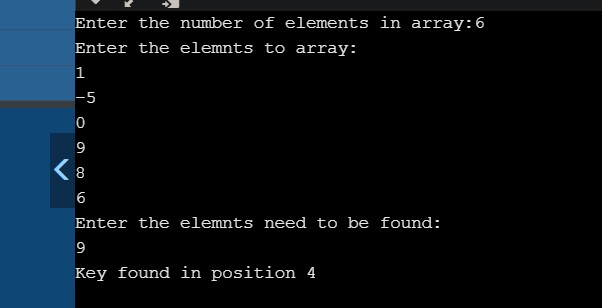 Enter the number of elements in array:6
Enter the elemnts to array:
1
-5
0
9
8
6
Enter the elemnts need to be found:
9
Key found in position 4